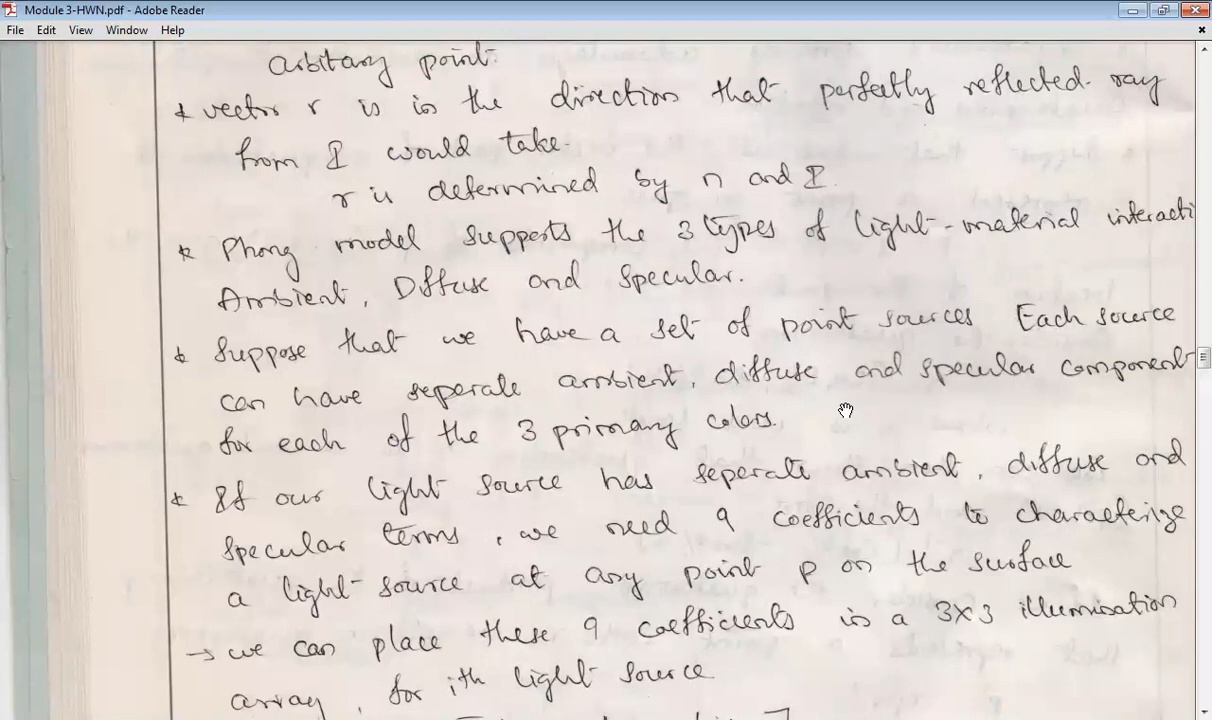 Module 3-HWN.pdf - Adobe Reader
File Edit View Window Help
arbitary point.
* vector r is in the direction that perfectly reflected ray
from I would take.
r is determined by n and I.
* Phong model supports the 3 types of light-material interacti
Ambient, Diffuse and Specular.
* Suppose that we have a set of point sources Each source
can have seperate ambient, diffuse and specular component
for each of the 3 primary colors.
* If our light source has seperate ambient, diffuse and
specular terms, we need 9 coefficients to characterize
a light source at any point p on the surface
→ we can place these 9 coefficients in a 3x3 illumination
array, for ith light source